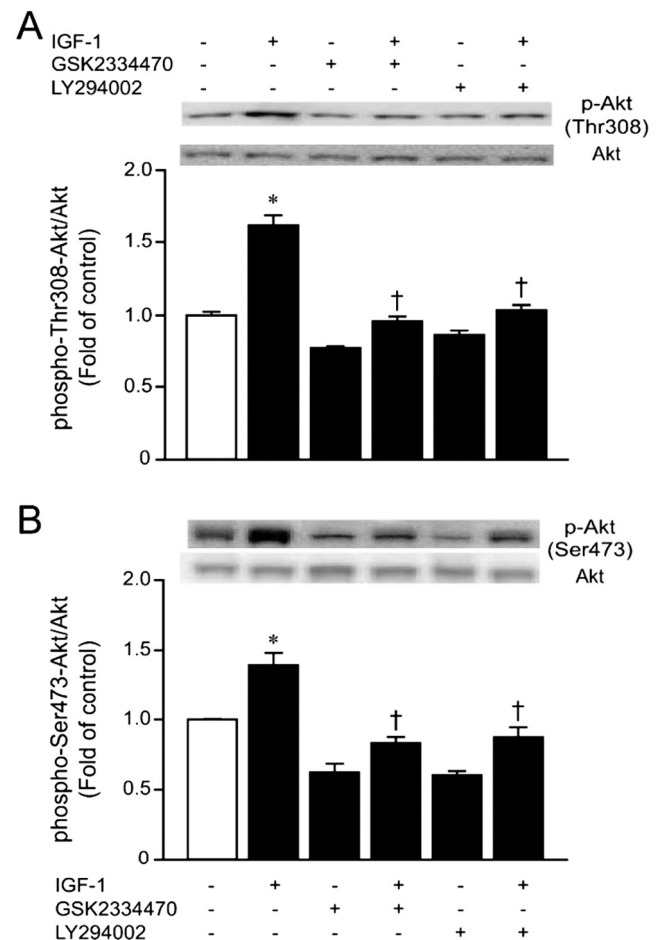 A
IGF-1 - + - + - +
GSK2334470 - - + + - -
LY294002 - - - - + +
p-Akt
(Thr308)
Akt
phospho-Thr308-Akt/Akt
(Fold of control)
2.0
1.5
1.0
0.5
0
*
†
†
B
p-Akt
(Ser473)
Akt
phospho-Ser473-Akt/Akt
(Fold of control)
2.0
1.5
1.0
0.5
0
*
†
†
IGF-1 - + - + - +
GSK2334470 - - + + - -
LY294002 - - - - + +